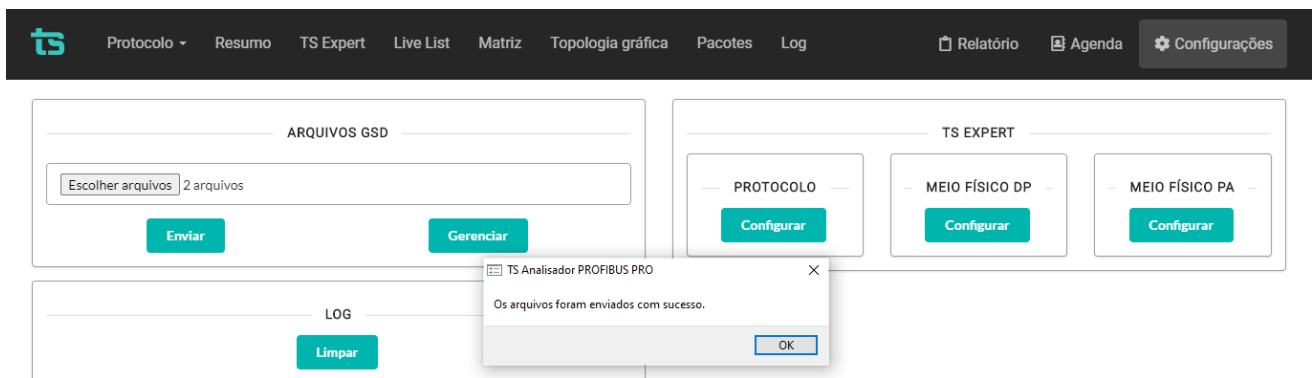 ts Protocolo Resumo TS Expert Live List Matriz Topologia gráfica Pacotes Log Relatório Agenda Configurações
ARQUIVOS GSD
Escolher arquivos 2 arquivos
Enviar Gerenciar
TS EXPERT
PROTOCOLO
Configurar
MEIO FÍSICO DP
Configurar
MEIO FÍSICO PA
Configurar
LOG
Limpar
TS Analisador PROFIBUS PRO
Os arquivos foram enviados com sucesso.
OK